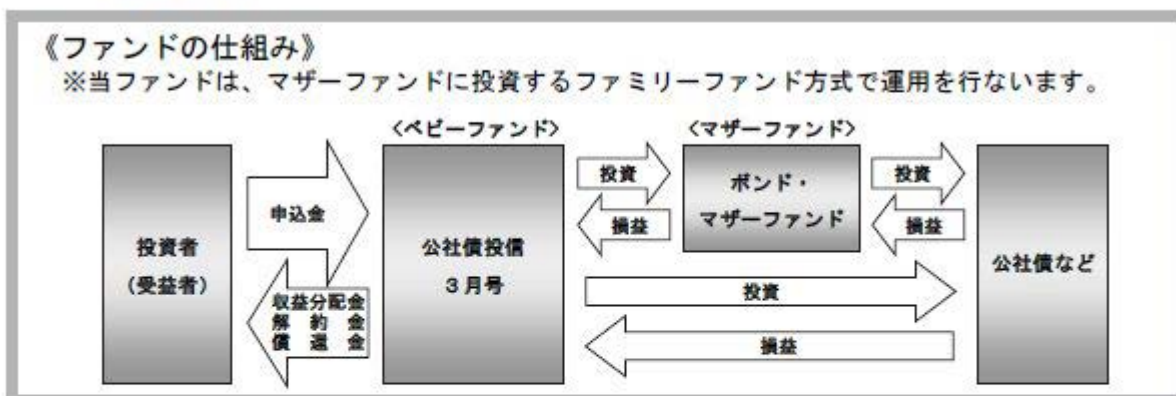 《ファンドの仕組み》
※当ファンドは、マザーファンドに投資するファミリーファンド方式で運用を行ないます。
〈ベビーファンド〉
〈マザーファンド〉
投資者
（受益者）
申込金
収益分配金
解約金
償還金
公社債投信
３月号
投資
損益
ボンド・
マザーファンド
投資
損益
投資
損益
公社債など